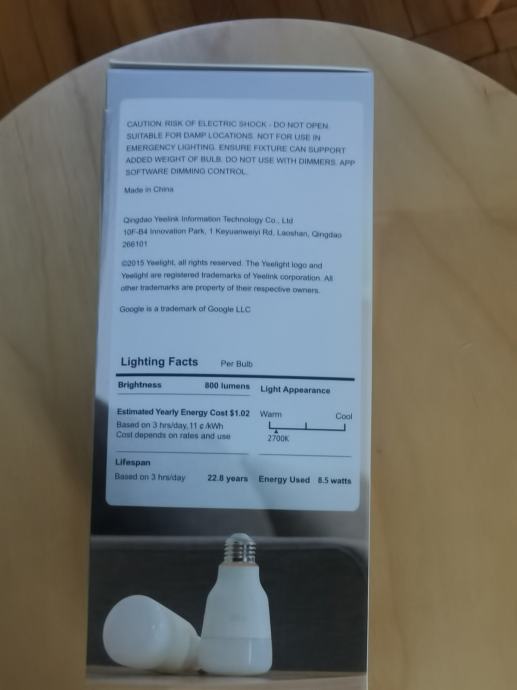 CAUTION: RISK OF ELECTRIC SHOCK - DO NOT OPEN.
SUITABLE FOR DAMP LOCATIONS. NOT FOR USE IN
EMERGENCY LIGHTING. ENSURE FIXTURE CAN SUPPORT
ADDED WEIGHT OF BULB. DO NOT USE WITH DIMMERS. APP
SOFTWARE DIMMING CONTROL.
Made in China
Qingdao Yeelink Information Technology Co., Ltd
10F-B4 Innovation Park, 1 Keyuanweiyi Rd, Laoshan, Qingdao
266101
©2015 Yeelight, all rights reserved. The Yeelight logo and
Yeelight are registered trademarks of Yeelink corporation. All
other trademarks are property of their respective owners.
Google is a trademark of Google LLC
Lighting Facts Per Bulb
Brightness 800 lumens
Estimated Yearly Energy Cost $1.02
Based on 3 hrs/day, 11 ¢/kWh
Cost depends on rates and use
Lifespan
Based on 3 hrs/day 22.8 years
Light Appearance
Warm Cool
2700K
Energy Used 8.5 watts